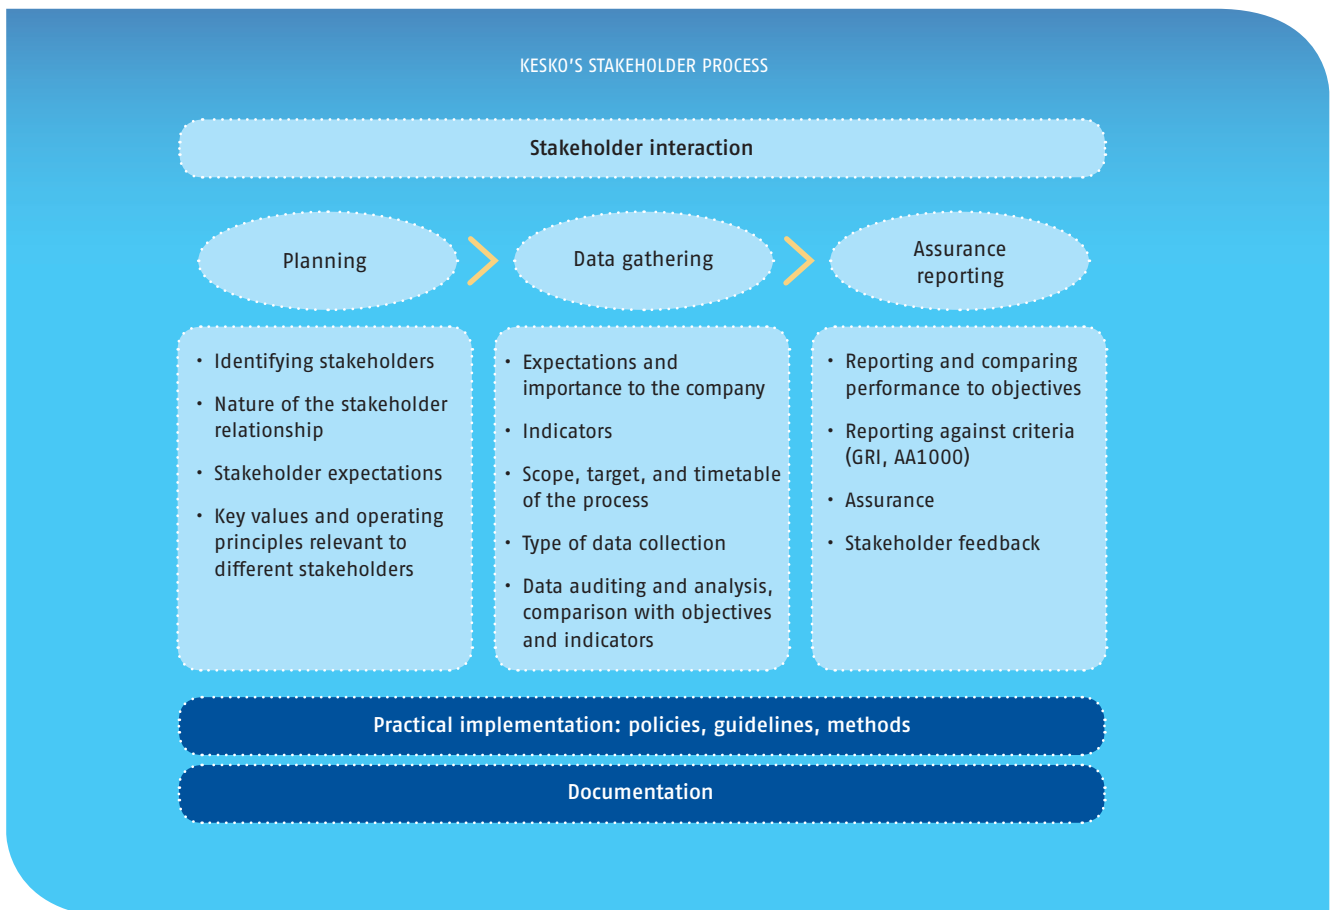 KESKO'S STAKEHOLDER PROCESS
Stakeholder interaction
Planning
Data gathering
Assurance
reporting
• Identifying stakeholders
• Nature of the stakeholder
relationship
• Stakeholder expectations
• Key values and operating
principles relevant to
different stakeholders
• Expectations and
importance to the company
• Indicators
• Scope, target, and timetable
of the process
• Type of data collection
• Data auditing and analysis,
comparison with objectives
and indicators
• Reporting and comparing
performance to objectives
• Reporting against criteria
(GRI, AA1000)
• Assurance
• Stakeholder feedback
Practical implementation: policies, guidelines, methods
Documentation